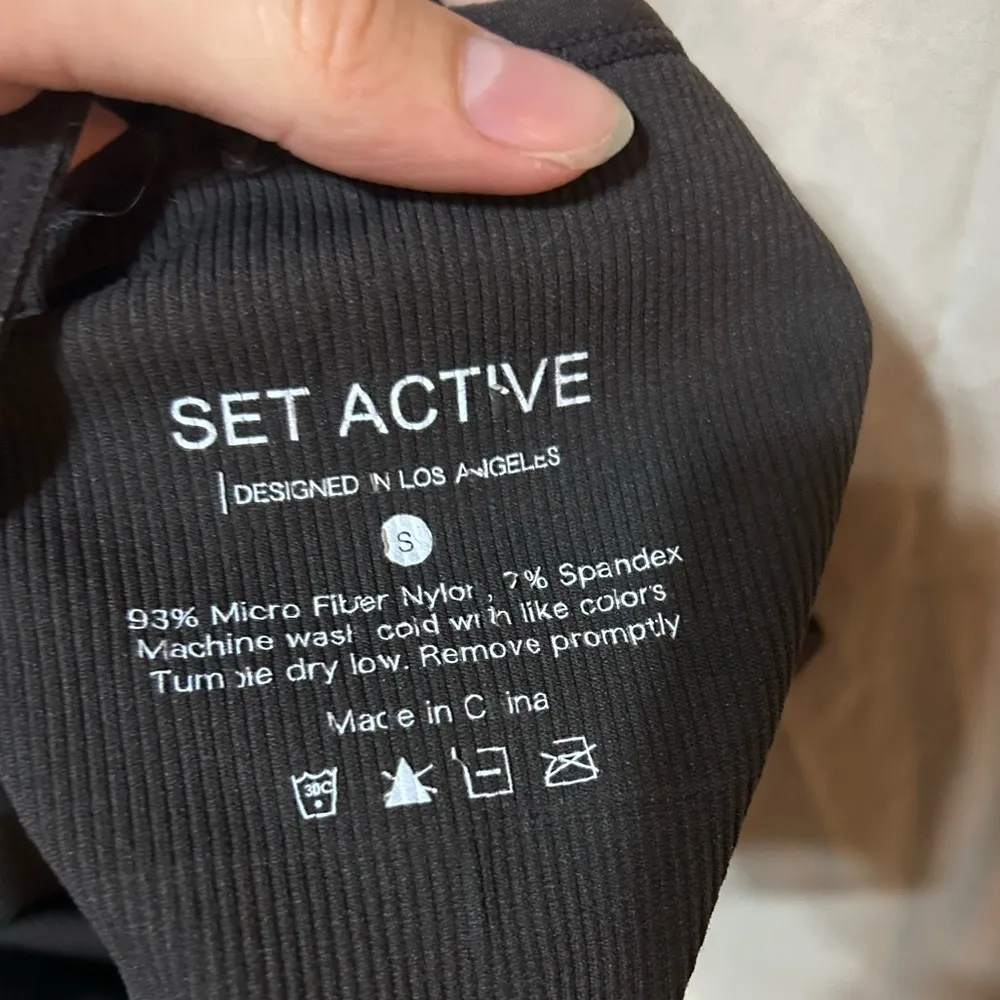 SET ACTIVE
DESIGNED IN LOS ANGELES
S
93% Micro Fiber Nylon, 7% Spandex
Machine wash cold with like colors
Tumble dry low. Remove promptly
Made in China
30C